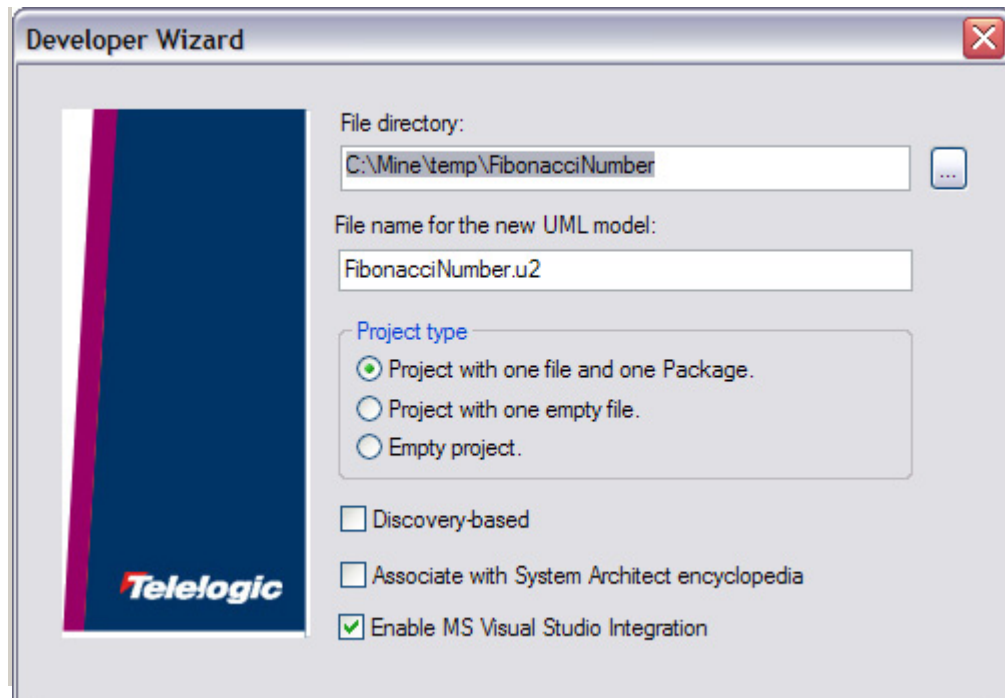 Developer Wizard
File directory:
C:\Mine\temp\FibonacciNumber
...
File name for the new UML model:
FibonacciNumber.u2
Project type
Project with one file and one Package.
Project with one empty file.
Empty project.
Discovery-based
Associate with System Architect encyclopedia
Telelogic
Enable MS Visual Studio Integration